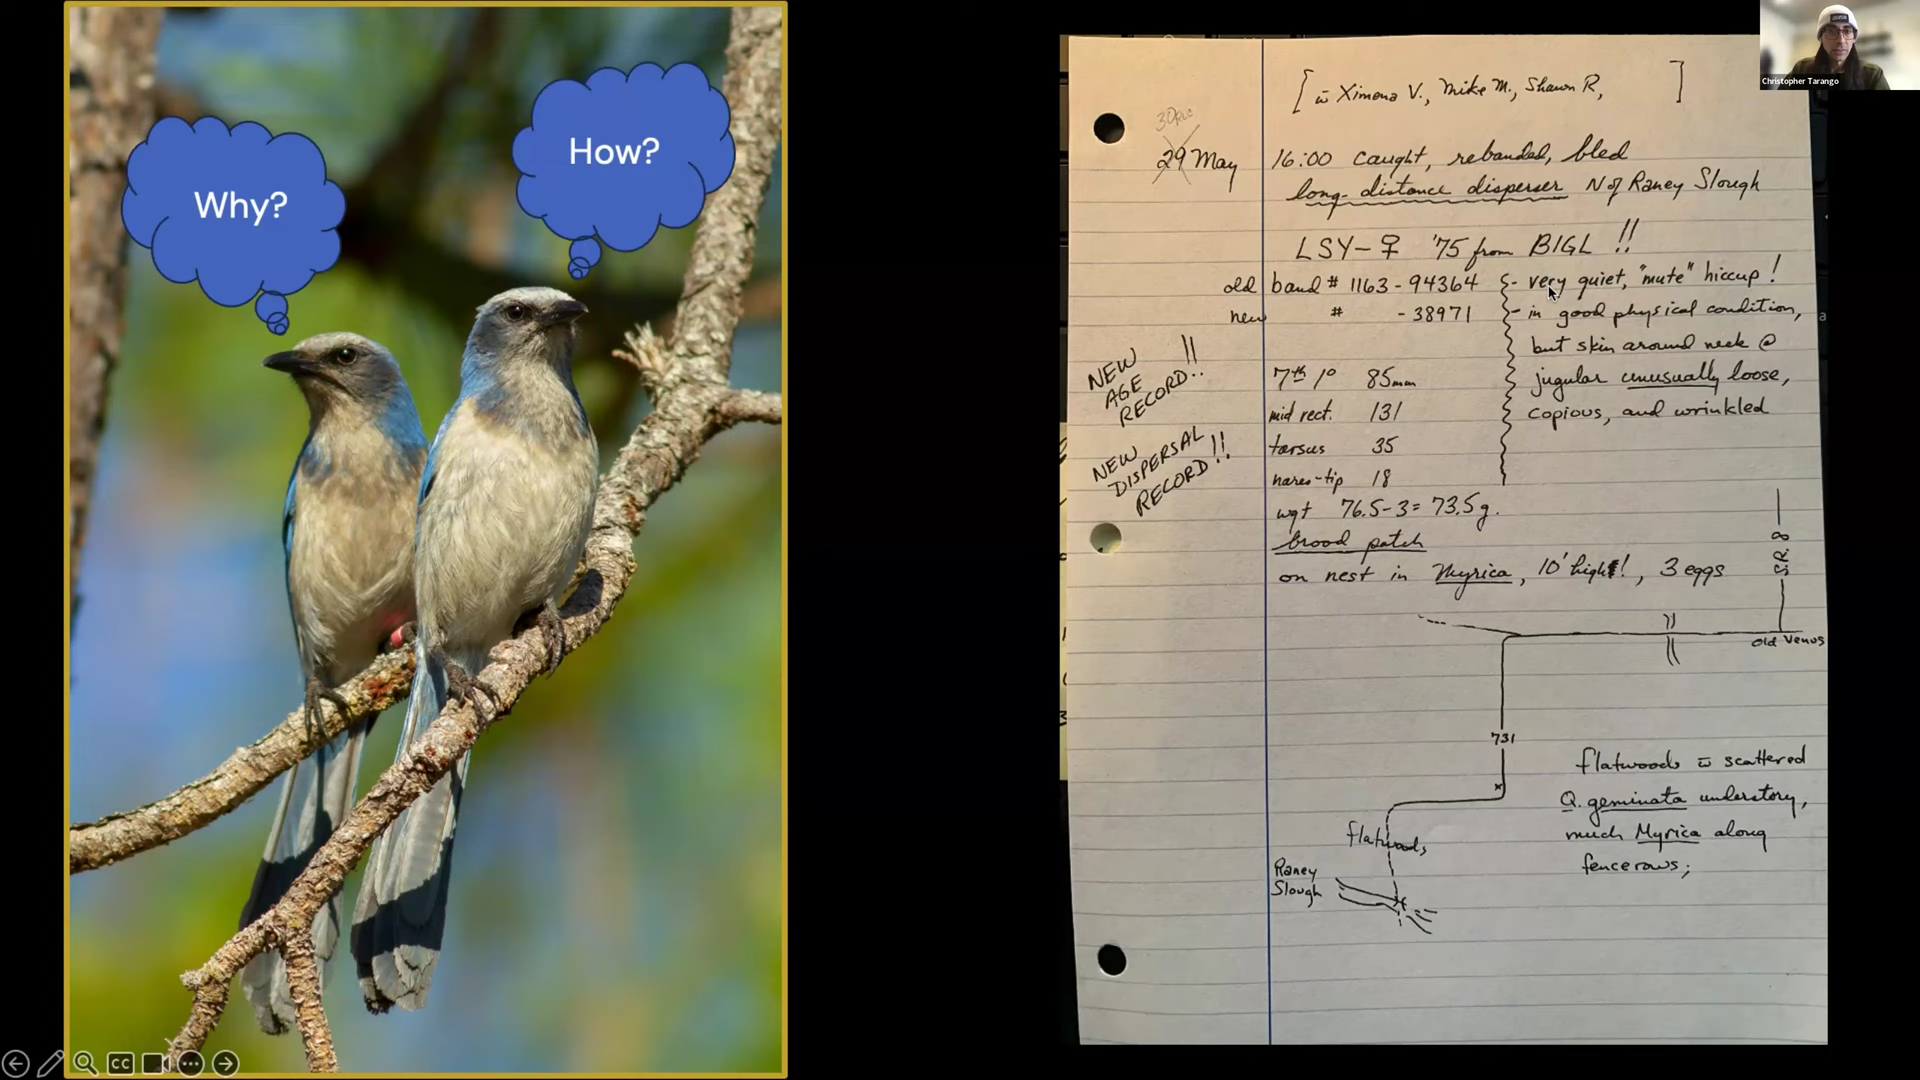 Why?
How?
Christopher Tarango
[ w̄ Ximena V., Mike M., Shawn R, ]
29 May
16:00 caught, rebanded, bled
long-distance disperser N of Raney Slough
LSY-♀ '75 from BIGL !!
old band # 1163-94364
new # -38971
- very quiet, "mute" hiccup!
- in good physical condition,
but skin around neck @
jugular unusually loose,
copious, and wrinkled
NEW !!
AGE
RECORD..
NEW
DISPERSAL
RECORD!!
7th 1° 85mm
mid rect. 131
tarsus 35
nares-tip 18
wgt 76.5-3= 73.5g.
brood patch
on nest in Myrica, 10' high!, 3 eggs
S.R. 8
Old Venus
731
x
flatwoods w̄ scattered
Q. geminata understory,
much Myrica along
fencerows;
flatwoods
Raney
Slough
CC